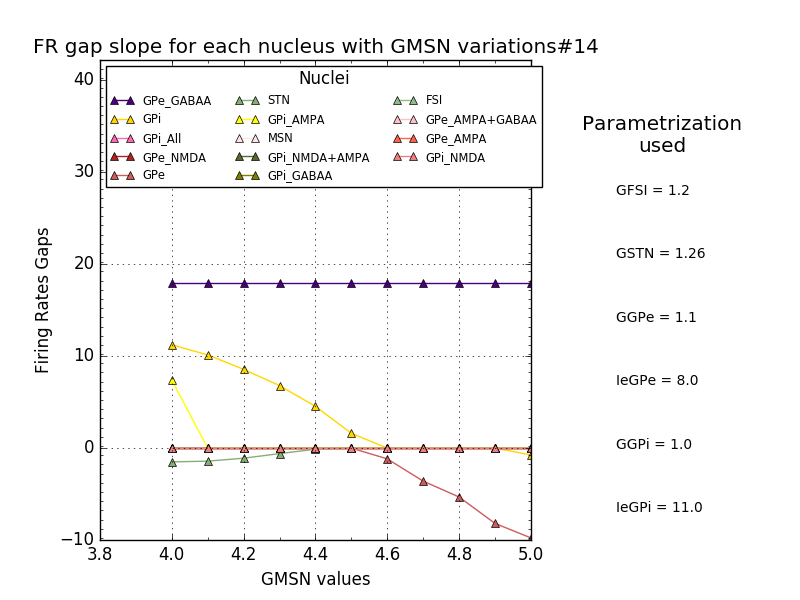 FR gap slope for each nucleus with GMSN variations#14
Nuclei
GPe_GABAA STN FSI
GPi GPi_AMPA GPe_AMPA+GABAA
GPi_All MSN GPe_AMPA
GPe_NMDA GPi_NMDA+AMPA GPi_NMDA
GPe GPi_GABAA
40
30
20
10
0
−10
3.8 4.0 4.2 4.4 4.6 4.8 5.0
GMSN values
Firing Rates Gaps
Parametrization
used
GFSI = 1.2
GSTN = 1.26
GGPe = 1.1
IeGPe = 8.0
GGPi = 1.0
IeGPi = 11.0